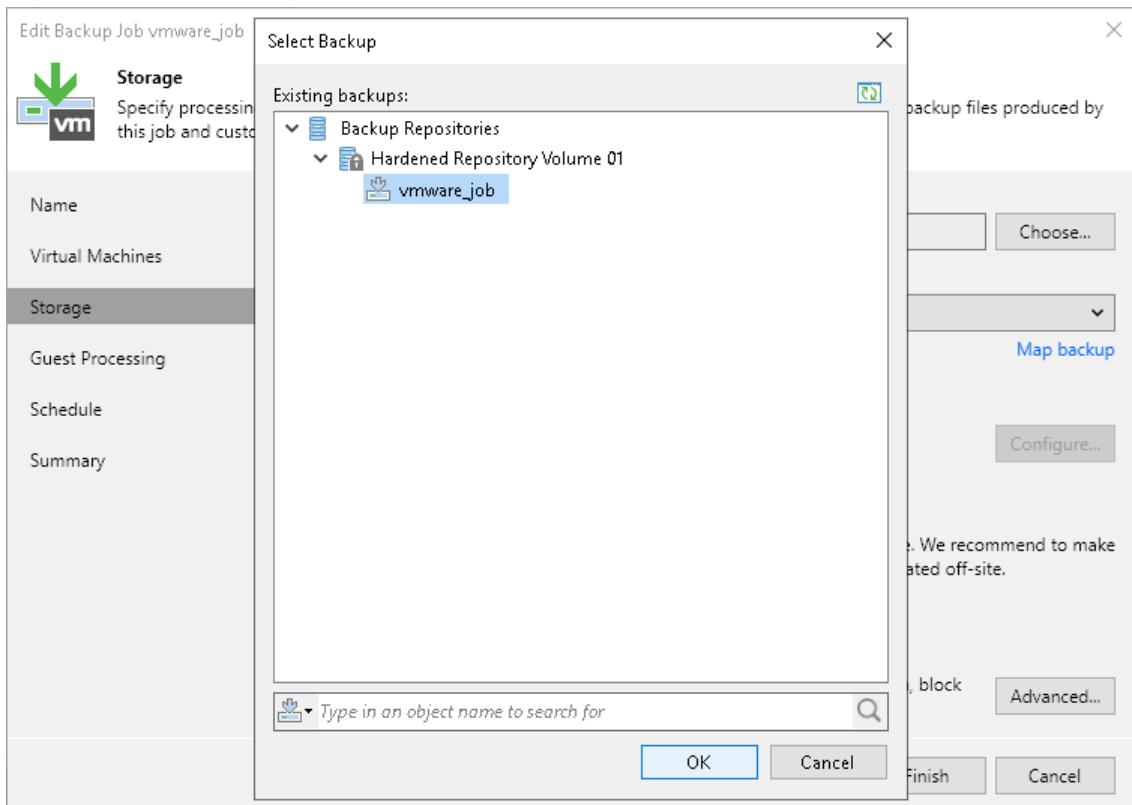 Edit Backup Job vmware_job
Storage
Specify processin
this job and custo
backup files produced by
vm
Name
Virtual Machines
Storage
Guest Processing
Schedule
Summary
Select Backup
Existing backups:
Backup Repositories
Hardened Repository Volume 01
vmware_job
Type in an object name to search for
OK
Cancel
Choose...
Map backup
Configure...
e. We recommend to make
ated off-site.
, block
Advanced...
Finish
Cancel